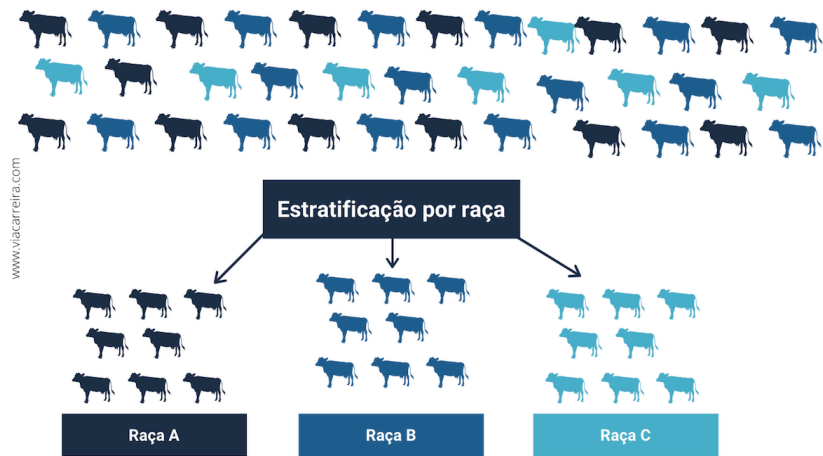 www.viacarreira.com
Estratificação por raça
Raça A
Raça B
Raça C